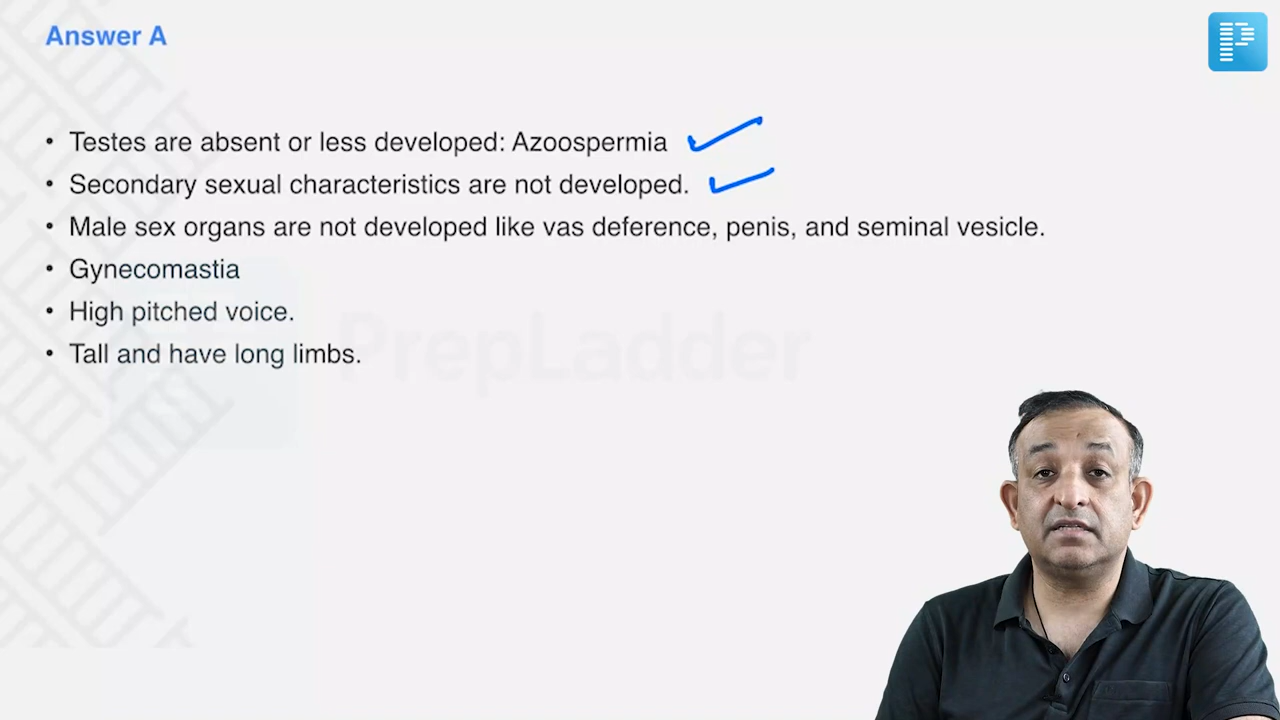 Answer A
• Testes are absent or less developed: Azoospermia
• Secondary sexual characteristics are not developed.
• Male sex organs are not developed like vas deference, penis, and seminal vesicle.
• Gynecomastia
• High pitched voice.
• Tall and have long limbs.
PrepLadder